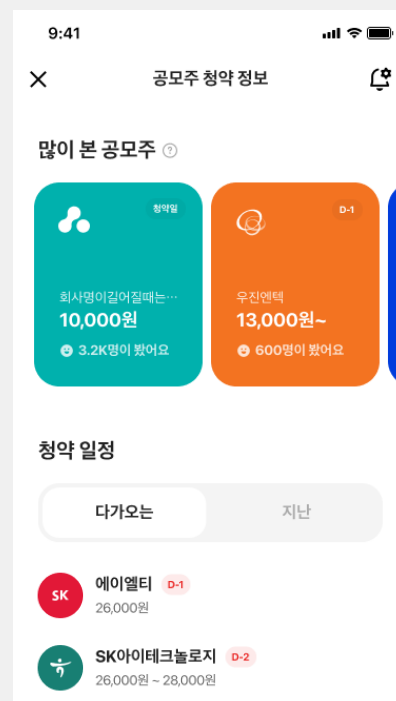 9:41
공모주 청약 정보
많이 본 공모주 ?
청약일
회사명이길어질때는…
10,000원
3.2K명이 봤어요
D-1
우진엔텍
13,000원~
600명이 봤어요
청약 일정
다가오는
지난
SK
에이엘티 D-1
26,000원
SK아이테크놀로지 D-2
26,000원 ~ 28,000원